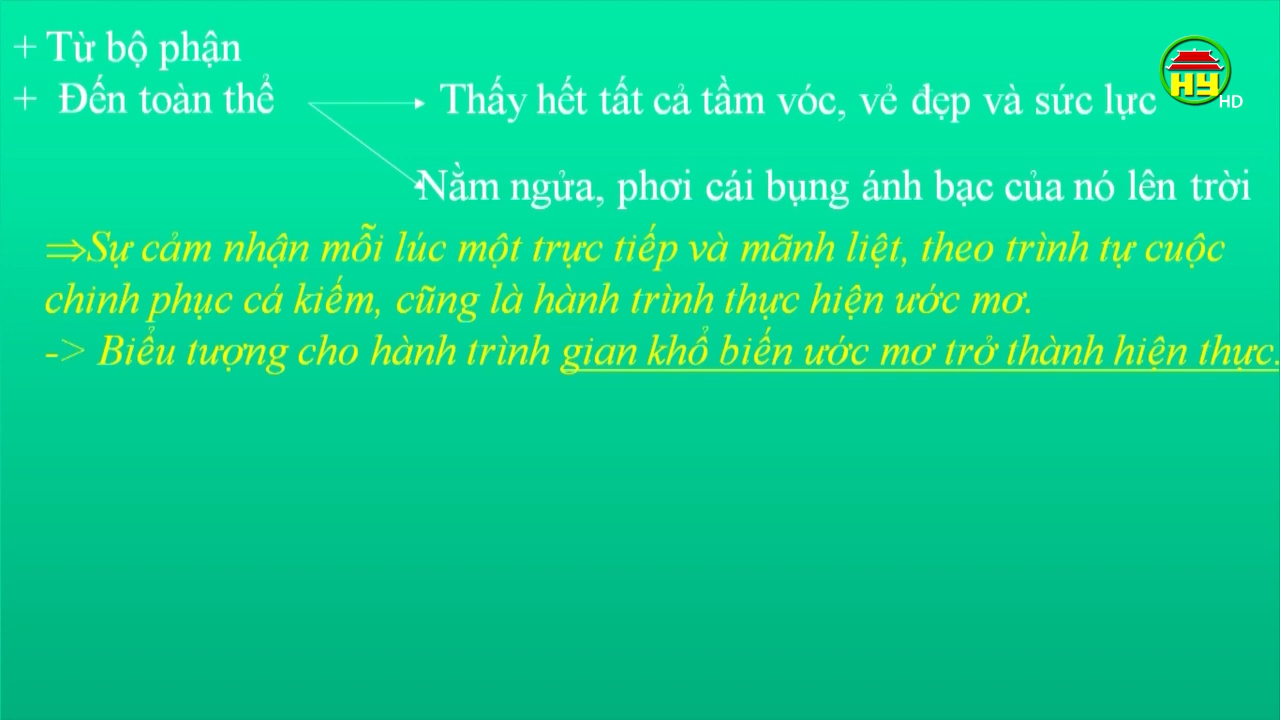 + Từ bộ phận
+ Đến toàn thể
Thấy hết tất cả tầm vóc, vẻ đẹp và sức lực
HY HD
Nằm ngửa, phơi cái bụng ánh bạc của nó lên trời
⇒Sự cảm nhận mỗi lúc một trực tiếp và mãnh liệt, theo trình tự cuộc
chinh phục cá kiếm, cũng là hành trình thực hiện ước mơ.
-> Biểu tượng cho hành trình gian khổ biến ước mơ trở thành hiện thực.